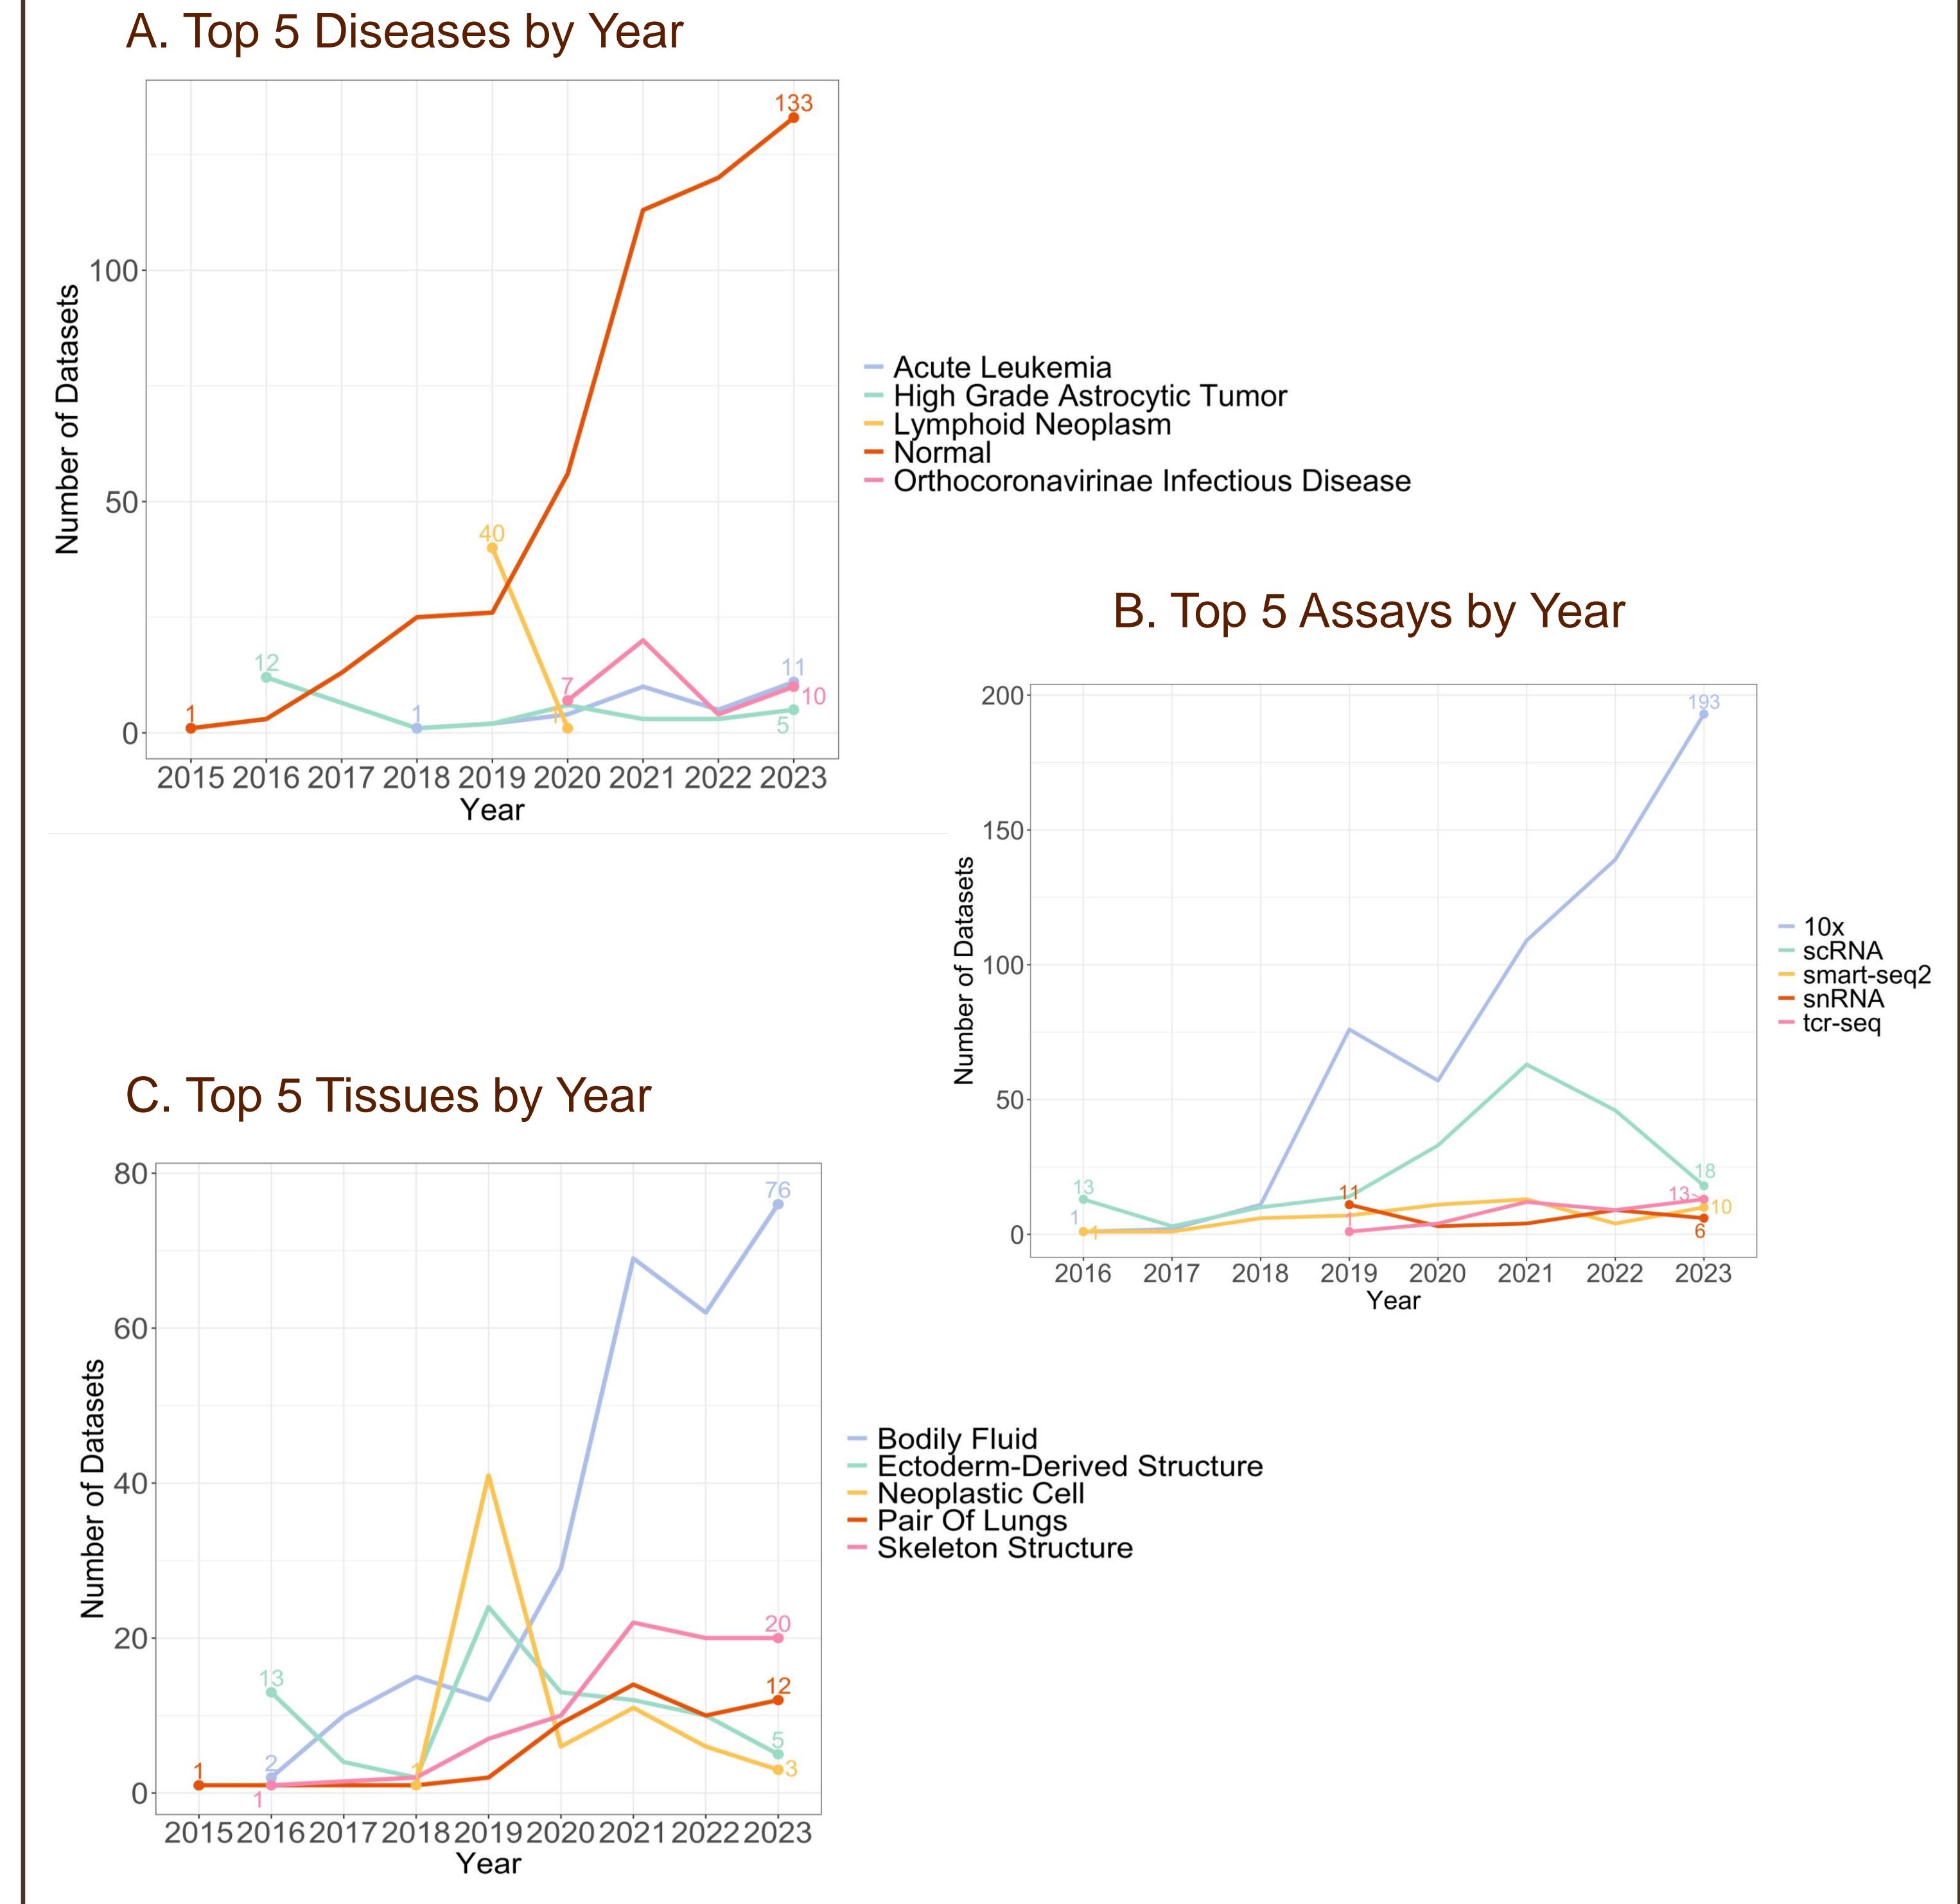 A. Top 5 Diseases by Year
133
100
50
0
40
12
1
1
7
1
11
10
5
Number of Datasets
2015 2016 2017 2018 2019 2020 2021 2022 2023
Year
Acute Leukemia
High Grade Astrocytic Tumor
Lymphoid Neoplasm
Normal
Orthocoronavirinae Infectious Disease
B. Top 5 Assays by Year
200
150
100
50
0
193
13
1
1
11
1
18
13
10
6
Number of Datasets
2016 2017 2018 2019 2020 2021 2022 2023
Year
10x
scRNA
smart-seq2
snRNA
tcr-seq
C. Top 5 Tissues by Year
80
60
40
20
0
76
13
1
2
1
1
20
12
5
3
Number of Datasets
2015 2016 2017 2018 2019 2020 2021 2022 2023
Year
Bodily Fluid
Ectoderm-Derived Structure
Neoplastic Cell
Pair Of Lungs
Skeleton Structure